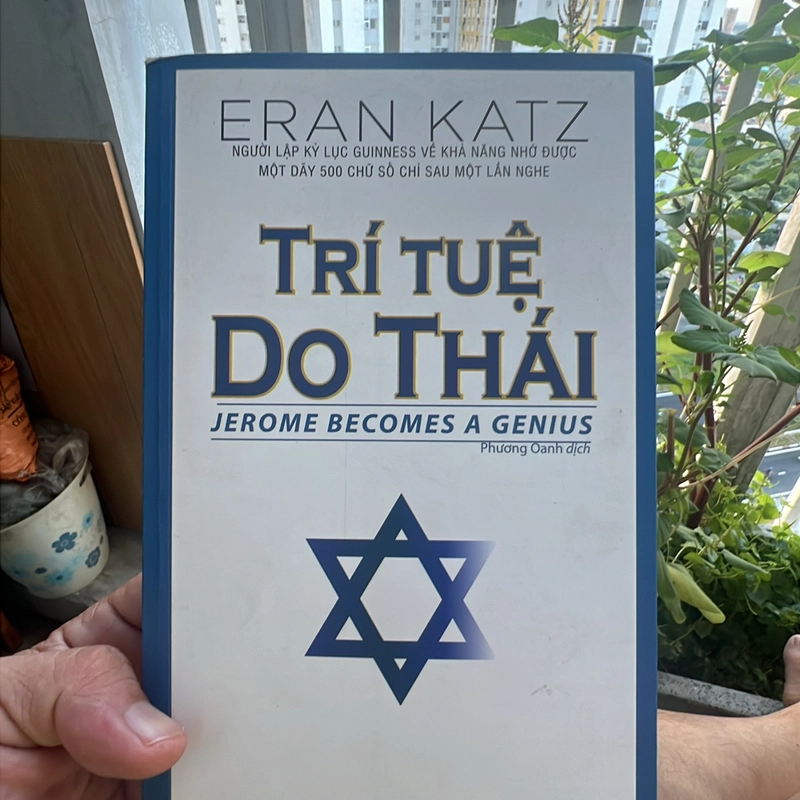 ERAN KATZ
NGƯỜI LẬP KỶ LỤC GUINNESS VỀ KHẢ NĂNG NHỚ ĐƯỢC
MỘT DÃY 500 CHỮ SỐ CHỈ SAU MỘT LẦN NGHE
TRÍ TUỆ
DO THÁI
JEROME BECOMES A GENIUS
Phương Oanh dịch